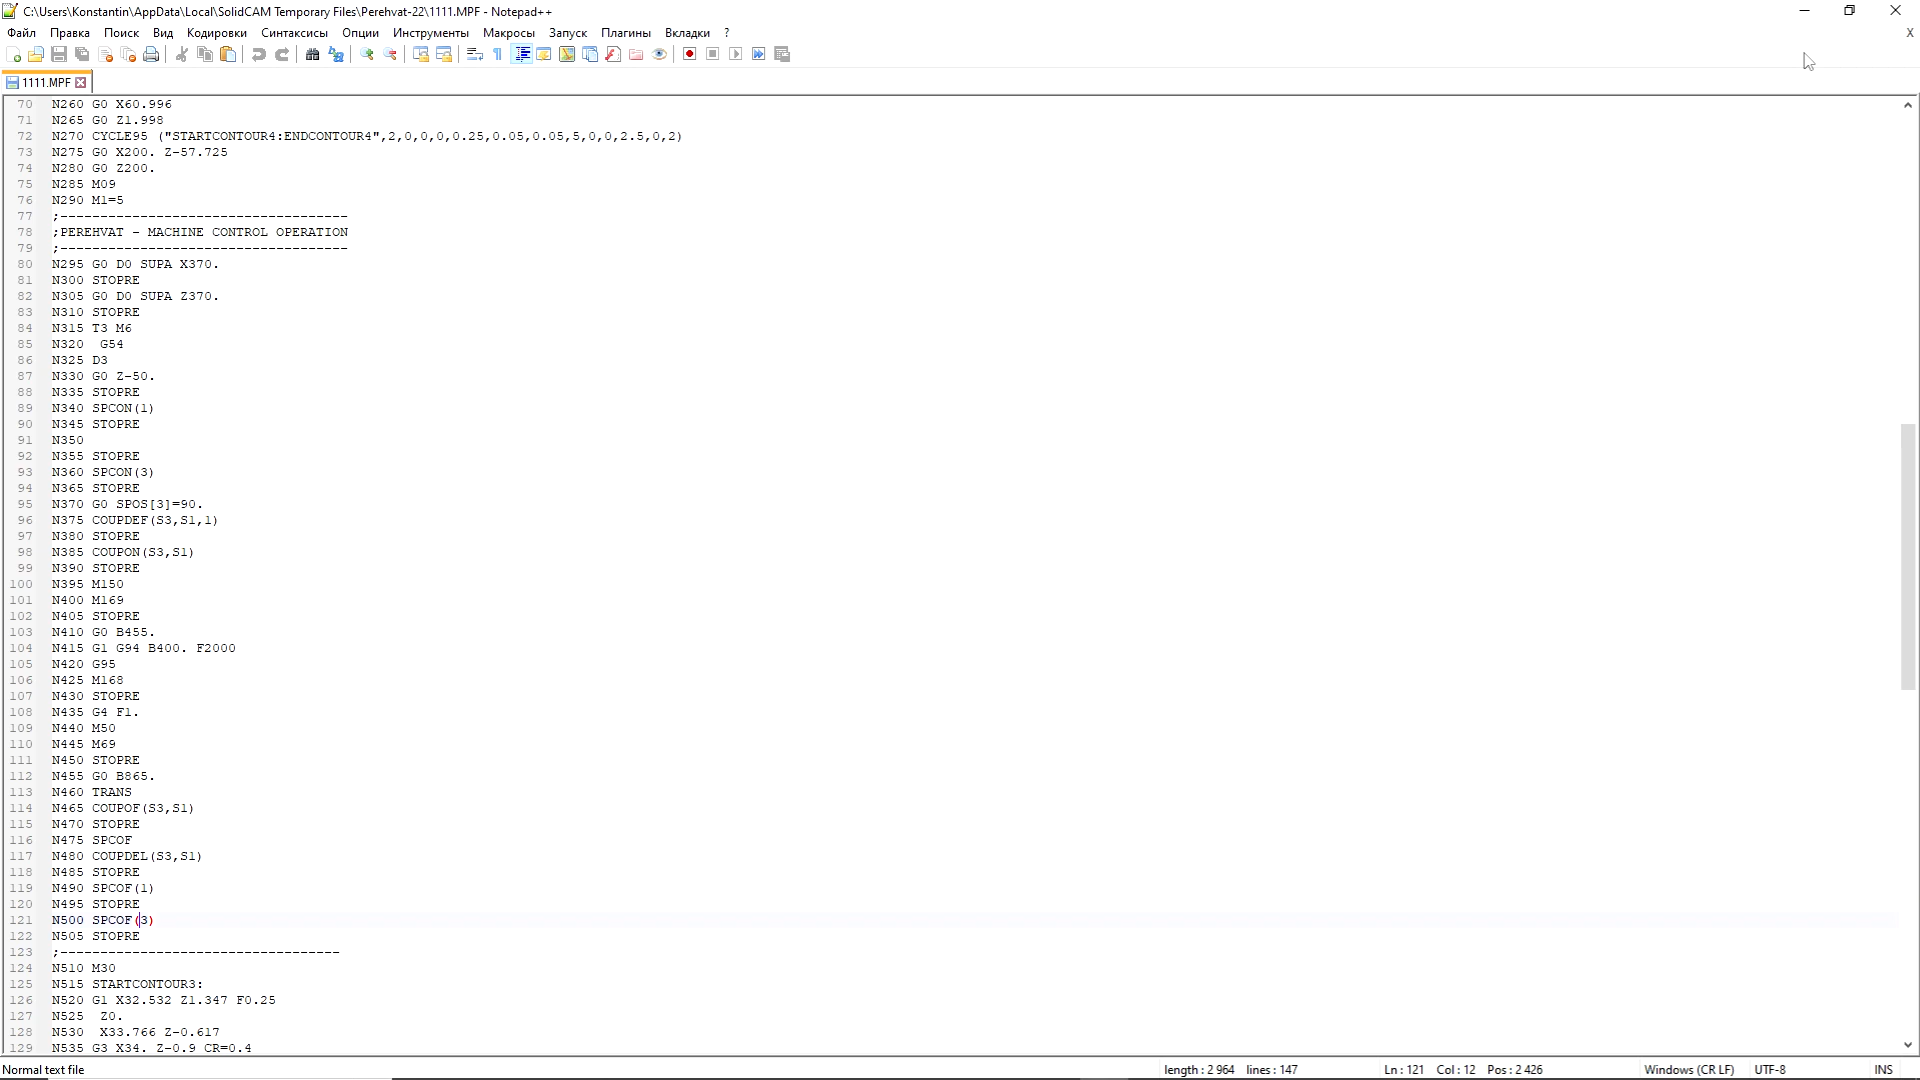 C:\Users\Konstantin\AppData\Local\SolidCAM Temporary Files\Perehvat-22\1111.MPF - Notepad++
Файл Правка Поиск Вид Кодировки Синтаксисы Опции Инструменты Макросы Запуск Плагины Вкладки ? X
1111.MPF
70 N260 G0 X60.996
71 N265 G0 Z1.998
72 N270 CYCLE95 ("STARTCONTOUR4:ENDCONTOUR4",2,0,0,0,0.25,0.05,0.05,5,0,0,2.5,0,2)
73 N275 G0 X200. Z-57.725
74 N280 G0 Z200.
75 N285 M09
76 N290 M1=5
77 ;------------------------------------
78 ;PEREHVAT - MACHINE CONTROL OPERATION
79 ;------------------------------------
80 N295 G0 D0 SUPA X370.
81 N300 STOPRE
82 N305 G0 D0 SUPA Z370.
83 N310 STOPRE
84 N315 T3 M6
85 N320  G54
86 N325 D3
87 N330 G0 Z-50.
88 N335 STOPRE
89 N340 SPCON(1)
90 N345 STOPRE
91 N350
92 N355 STOPRE
93 N360 SPCON(3)
94 N365 STOPRE
95 N370 G0 SPOS[3]=90.
96 N375 COUPDEF(S3,S1,1)
97 N380 STOPRE
98 N385 COUPON(S3,S1)
99 N390 STOPRE
100 N395 M150
101 N400 M169
102 N405 STOPRE
103 N410 G0 B455.
104 N415 G1 G94 B400. F2000
105 N420 G95
106 N425 M168
107 N430 STOPRE
108 N435 G4 F1.
109 N440 M50
110 N445 M69
111 N450 STOPRE
112 N455 G0 B865.
113 N460 TRANS
114 N465 COUPOF(S3,S1)
115 N470 STOPRE
116 N475 SPCOF
117 N480 COUPDEL(S3,S1)
118 N485 STOPRE
119 N490 SPCOF(1)
120 N495 STOPRE
121 N500 SPCOF(3)
122 N505 STOPRE
123 ;-----------------------------------
124 N510 M30
125 N515 STARTCONTOUR3:
126 N520 G1 X32.532 Z1.347 F0.25
127 N525  Z0.
128 N530  X33.766 Z-0.617
129 N535 G3 X34. Z-0.9 CR=0.4
Normal text file length : 2 964 lines : 147 Ln : 121 Col : 12 Pos : 2 426 Windows (CR LF) UTF-8 INS